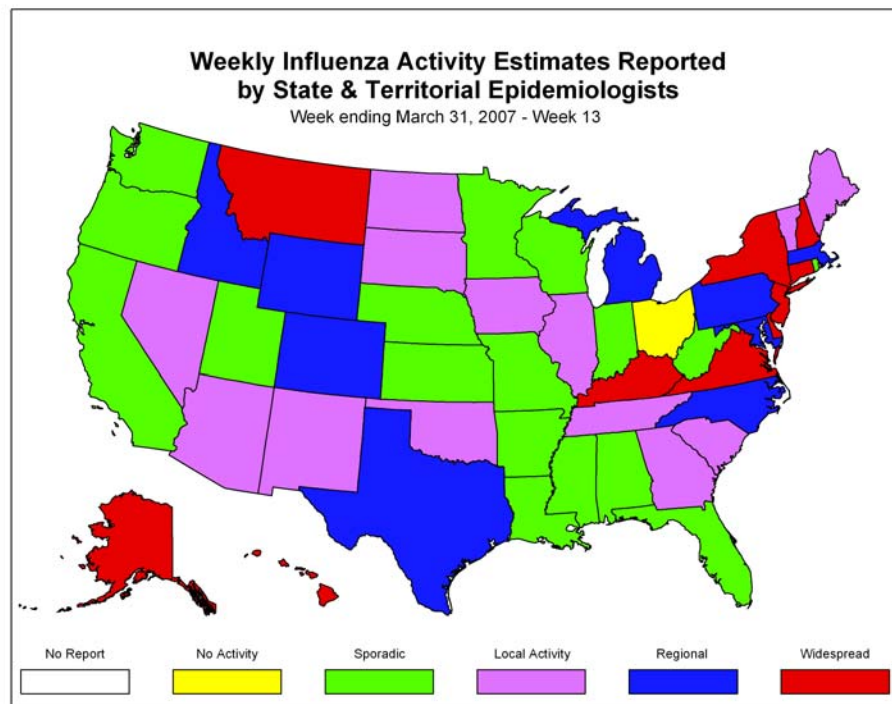 Weekly Influenza Activity Estimates Reported
by State & Territorial Epidemiologists
Week ending March 31, 2007 - Week 13
No Report
No Activity
Sporadic
Local Activity
Regional
Widespread